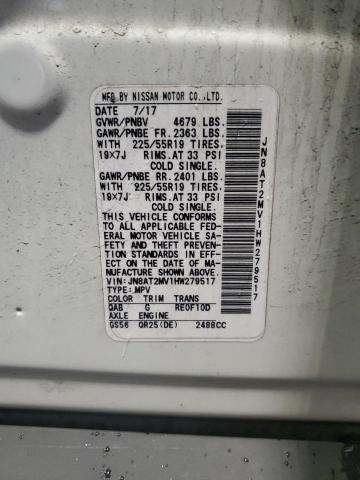 MFD.BY NISSAN MOTOR CO.,LTD.
DATE 7/17
GVWR/PNBV 4679 LBS.
GAWR/PNBE FR. 2363 LBS.
WITH 225/55R19 TIRES,
19X7J RIMS.AT 33 PSI
COLD SINGLE.
GAWR/PNBE RR. 2401 LBS.
WITH 225/55R19 TIRES,
19X7J RIMS.AT 33 PSI
COLD SINGLE.
THIS VEHICLE CONFORMS
TO ALL APPLICABLE FED-
ERAL MOTOR VEHICLE SA-
FETY AND THEFT PREVEN-
TION STANDARDS IN EFF-
ECT ON THE DATE OF MA-
NUFACTURE SHOWN ABOVE.
VIN:JN8AT2MV1HW279517
TYPE:MPV
COLOR TRIM TRANS
QAB G RE0F10D
AXLE ENGINE
GS56 QR25(DE) 2488CC
JN8AT2MV1HW279517